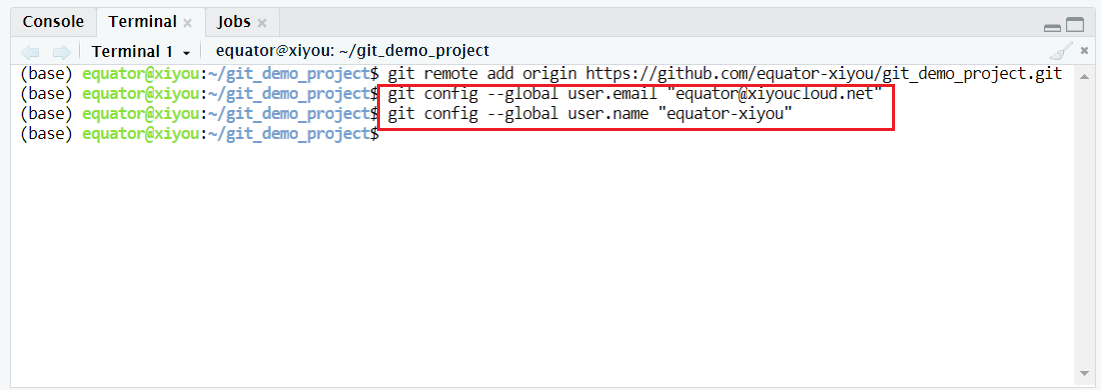 Console Terminal × Jobs ×
Terminal 1 equator@xiyou: ~/git_demo_project
(base) equator@xiyou:~/git_demo_project$ git remote add origin https://github.com/equator-xiyou/git_demo_project.git
(base) equator@xiyou:~/git_demo_project$ git config --global user.email "equator@xiyoucloud.net"
(base) equator@xiyou:~/git_demo_project$ git config --global user.name "equator-xiyou"
(base) equator@xiyou:~/git_demo_project$